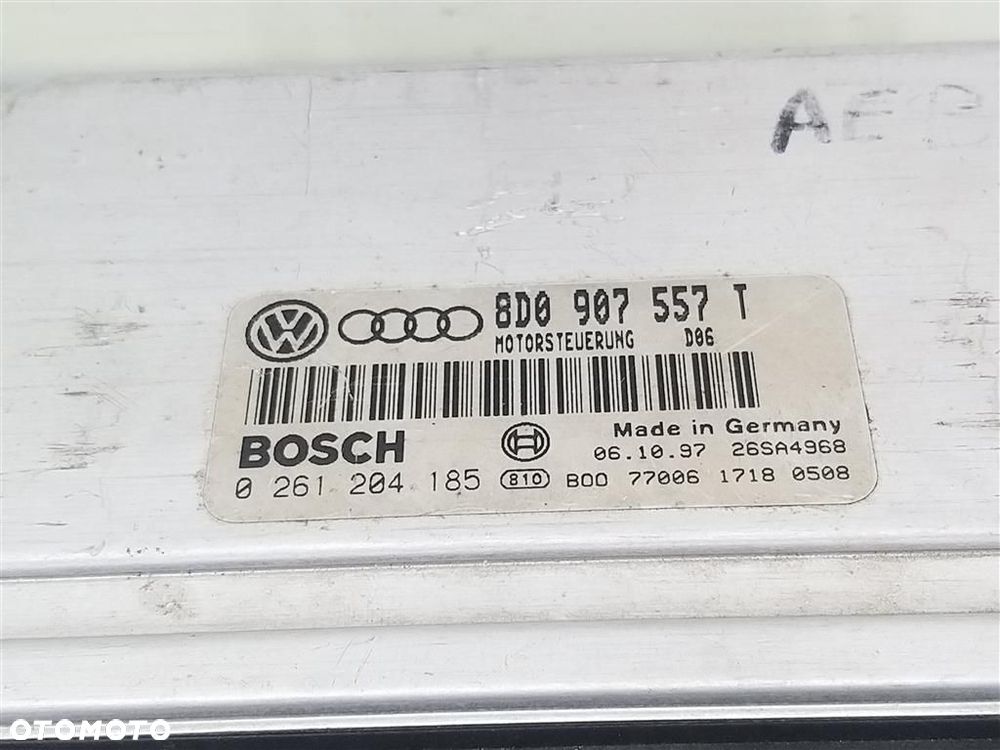 AEB
8D0 907 557 T
MOTORSTEUERUNG D06
BOSCH
Made in Germany
06.10.97 26SA4968
0 261 204 185 810 B00 77006 1718 0508
OTOMOTO